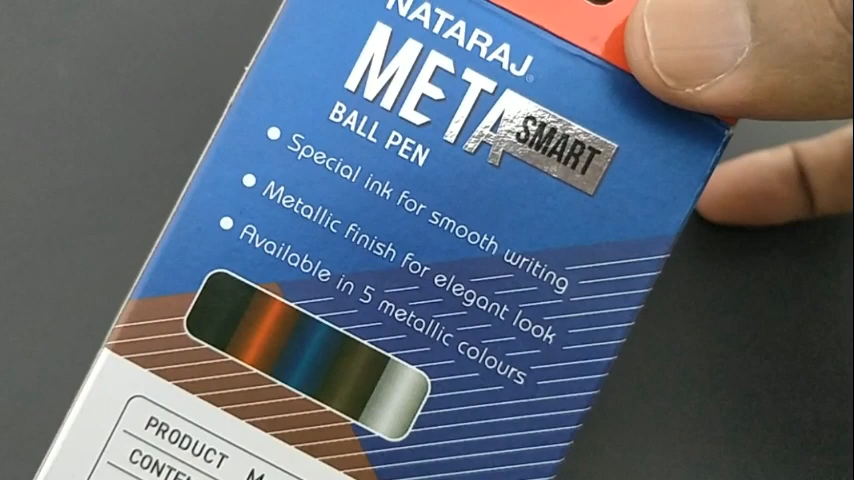 NATARAJ
META SMART
BALL PEN
Special ink for smooth writing
Metallic finish for elegant look
Available in 5 metallic colours
PRODUCT